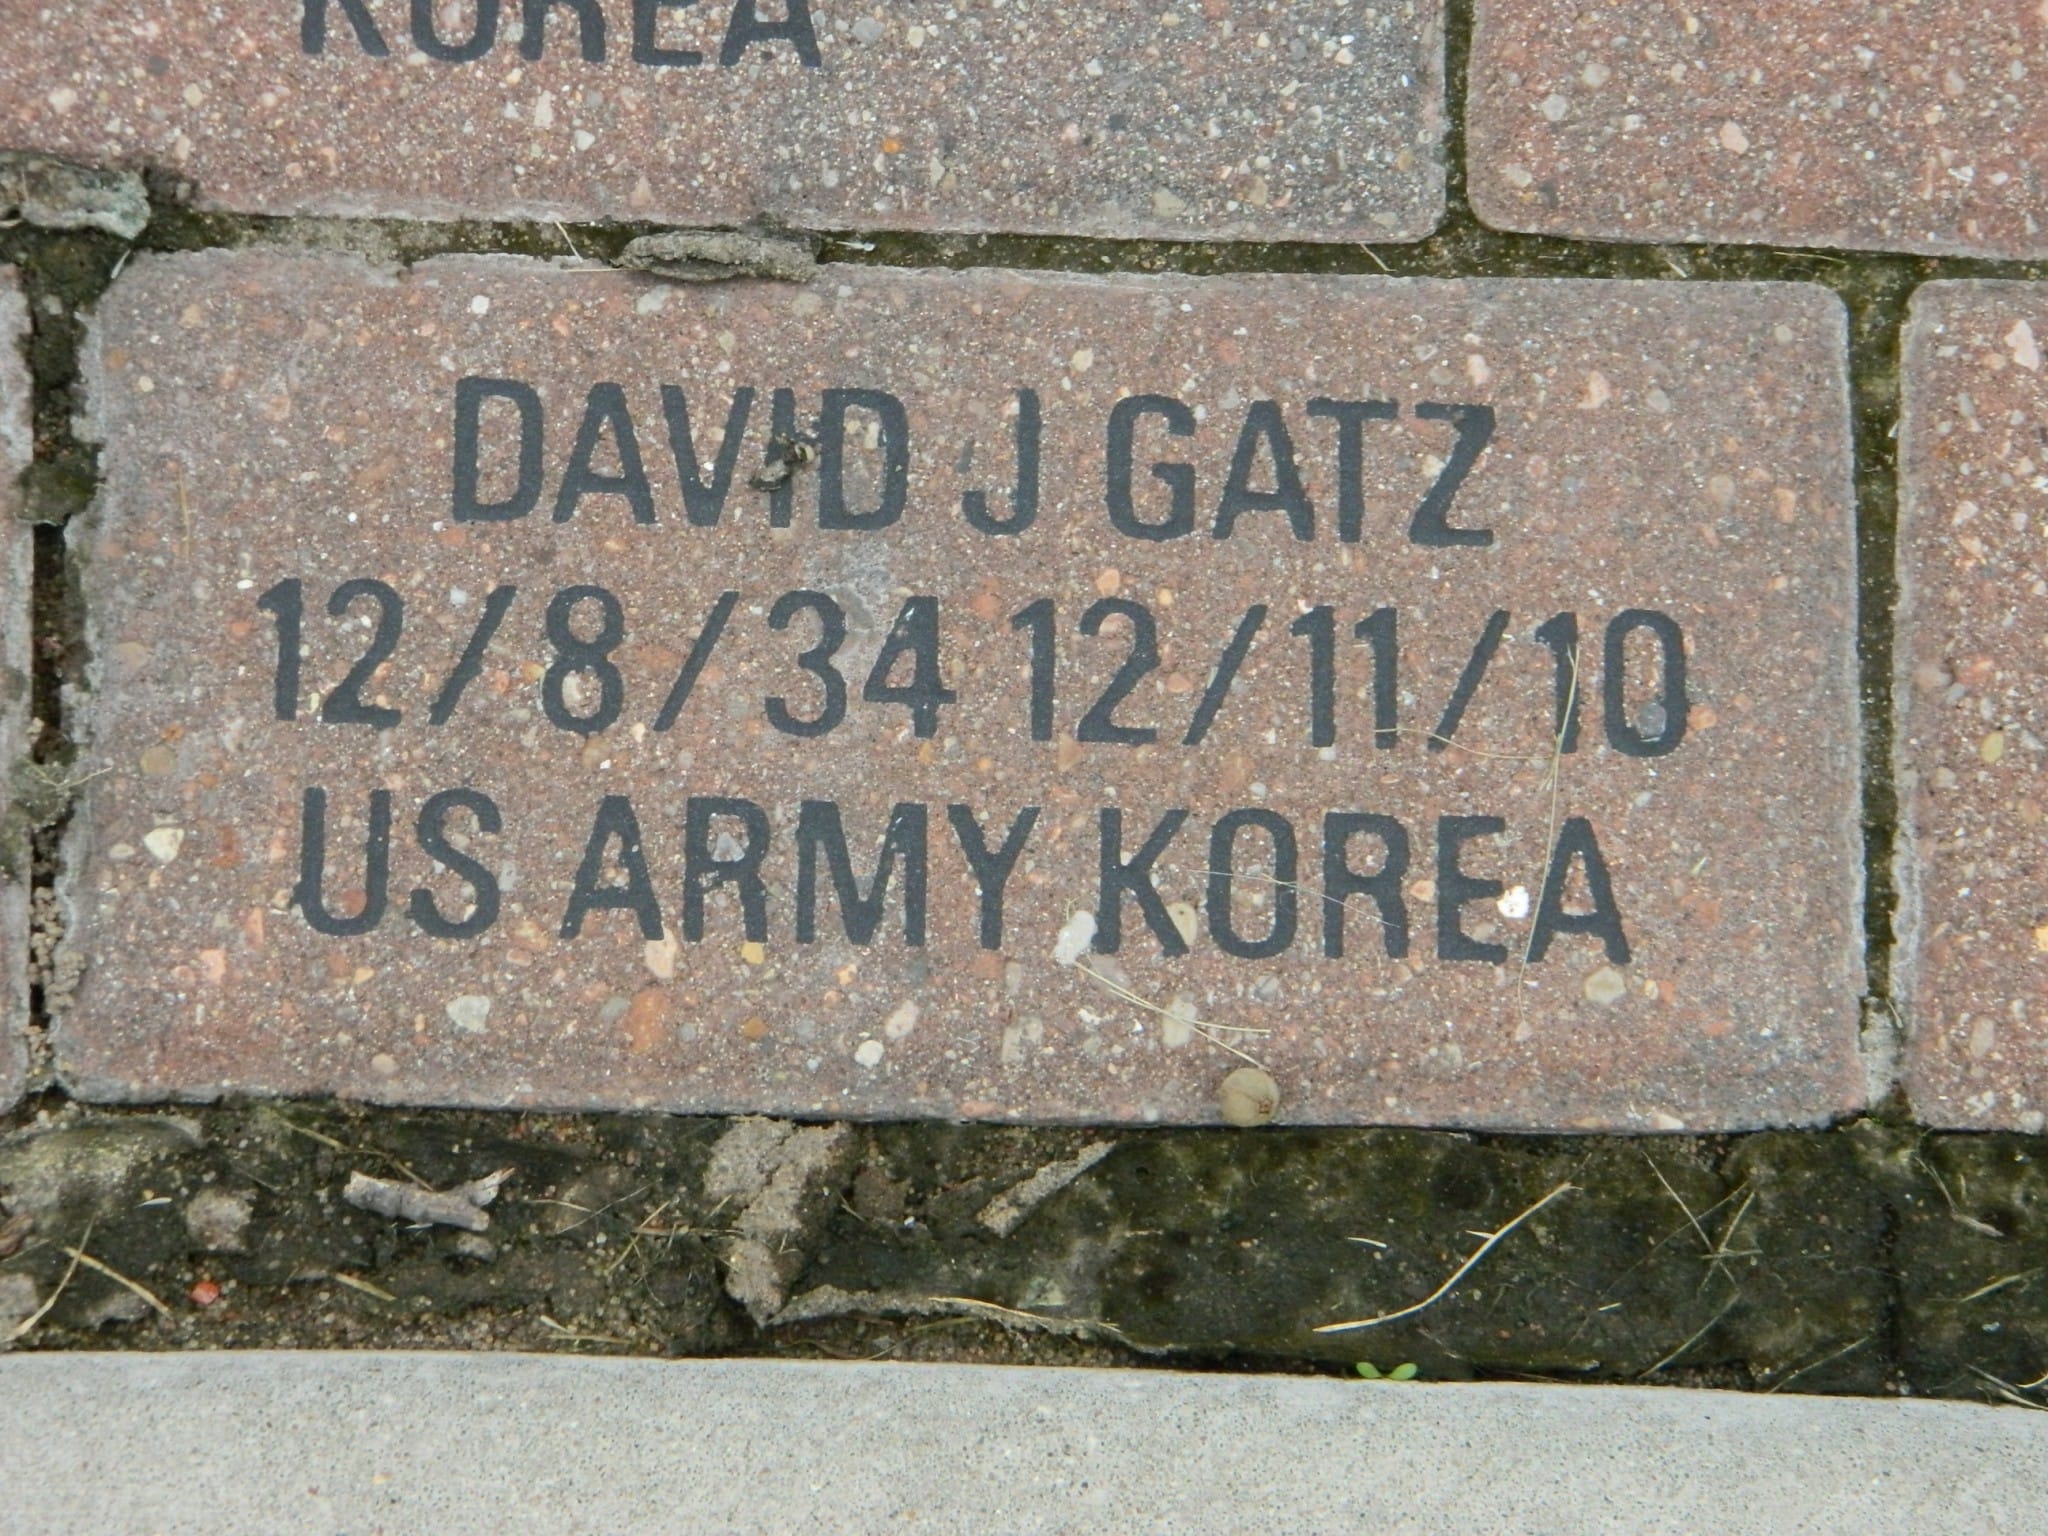 KOREA
DAVID J GATZ
12/8/34 12/11/10
US ARMY KOREA